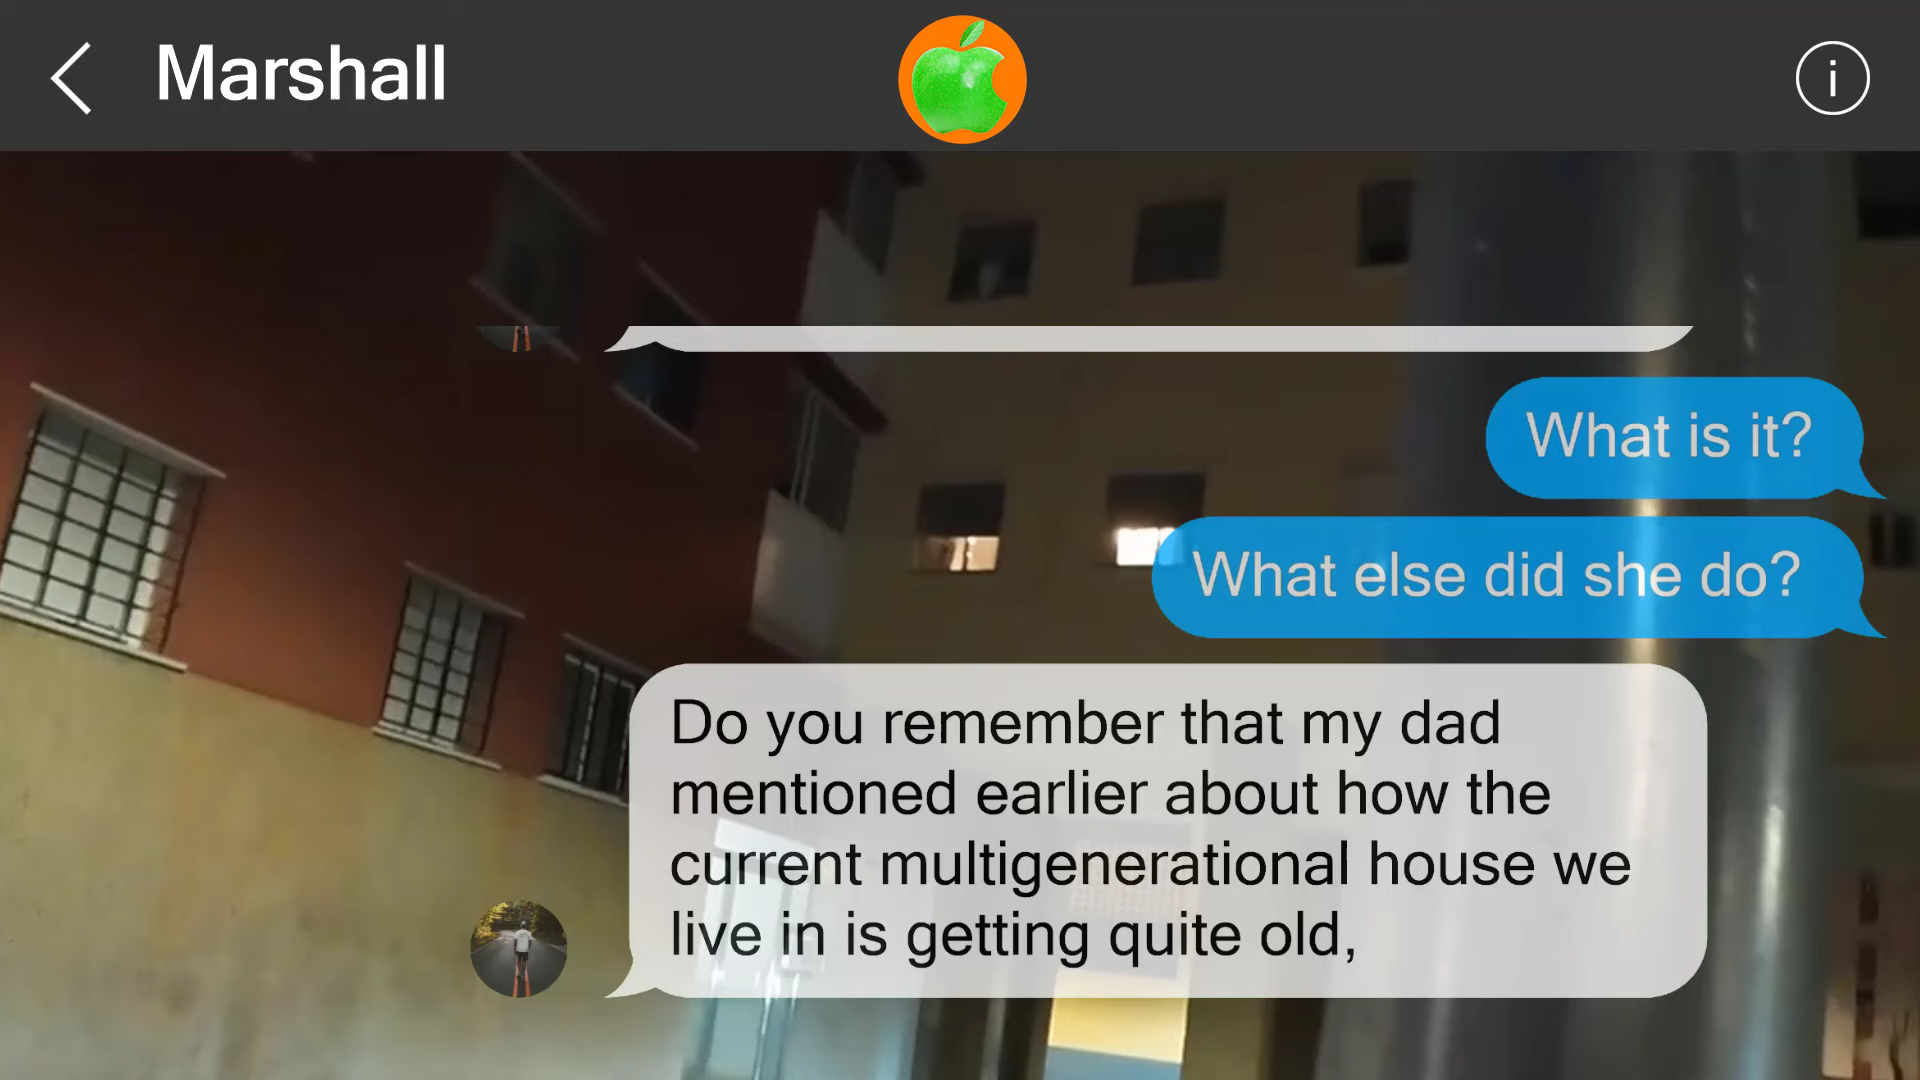 Marshall
What is it?
What else did she do?
Do you remember that my dad
mentioned earlier about how the
current multigenerational house we
live in is getting quite old,